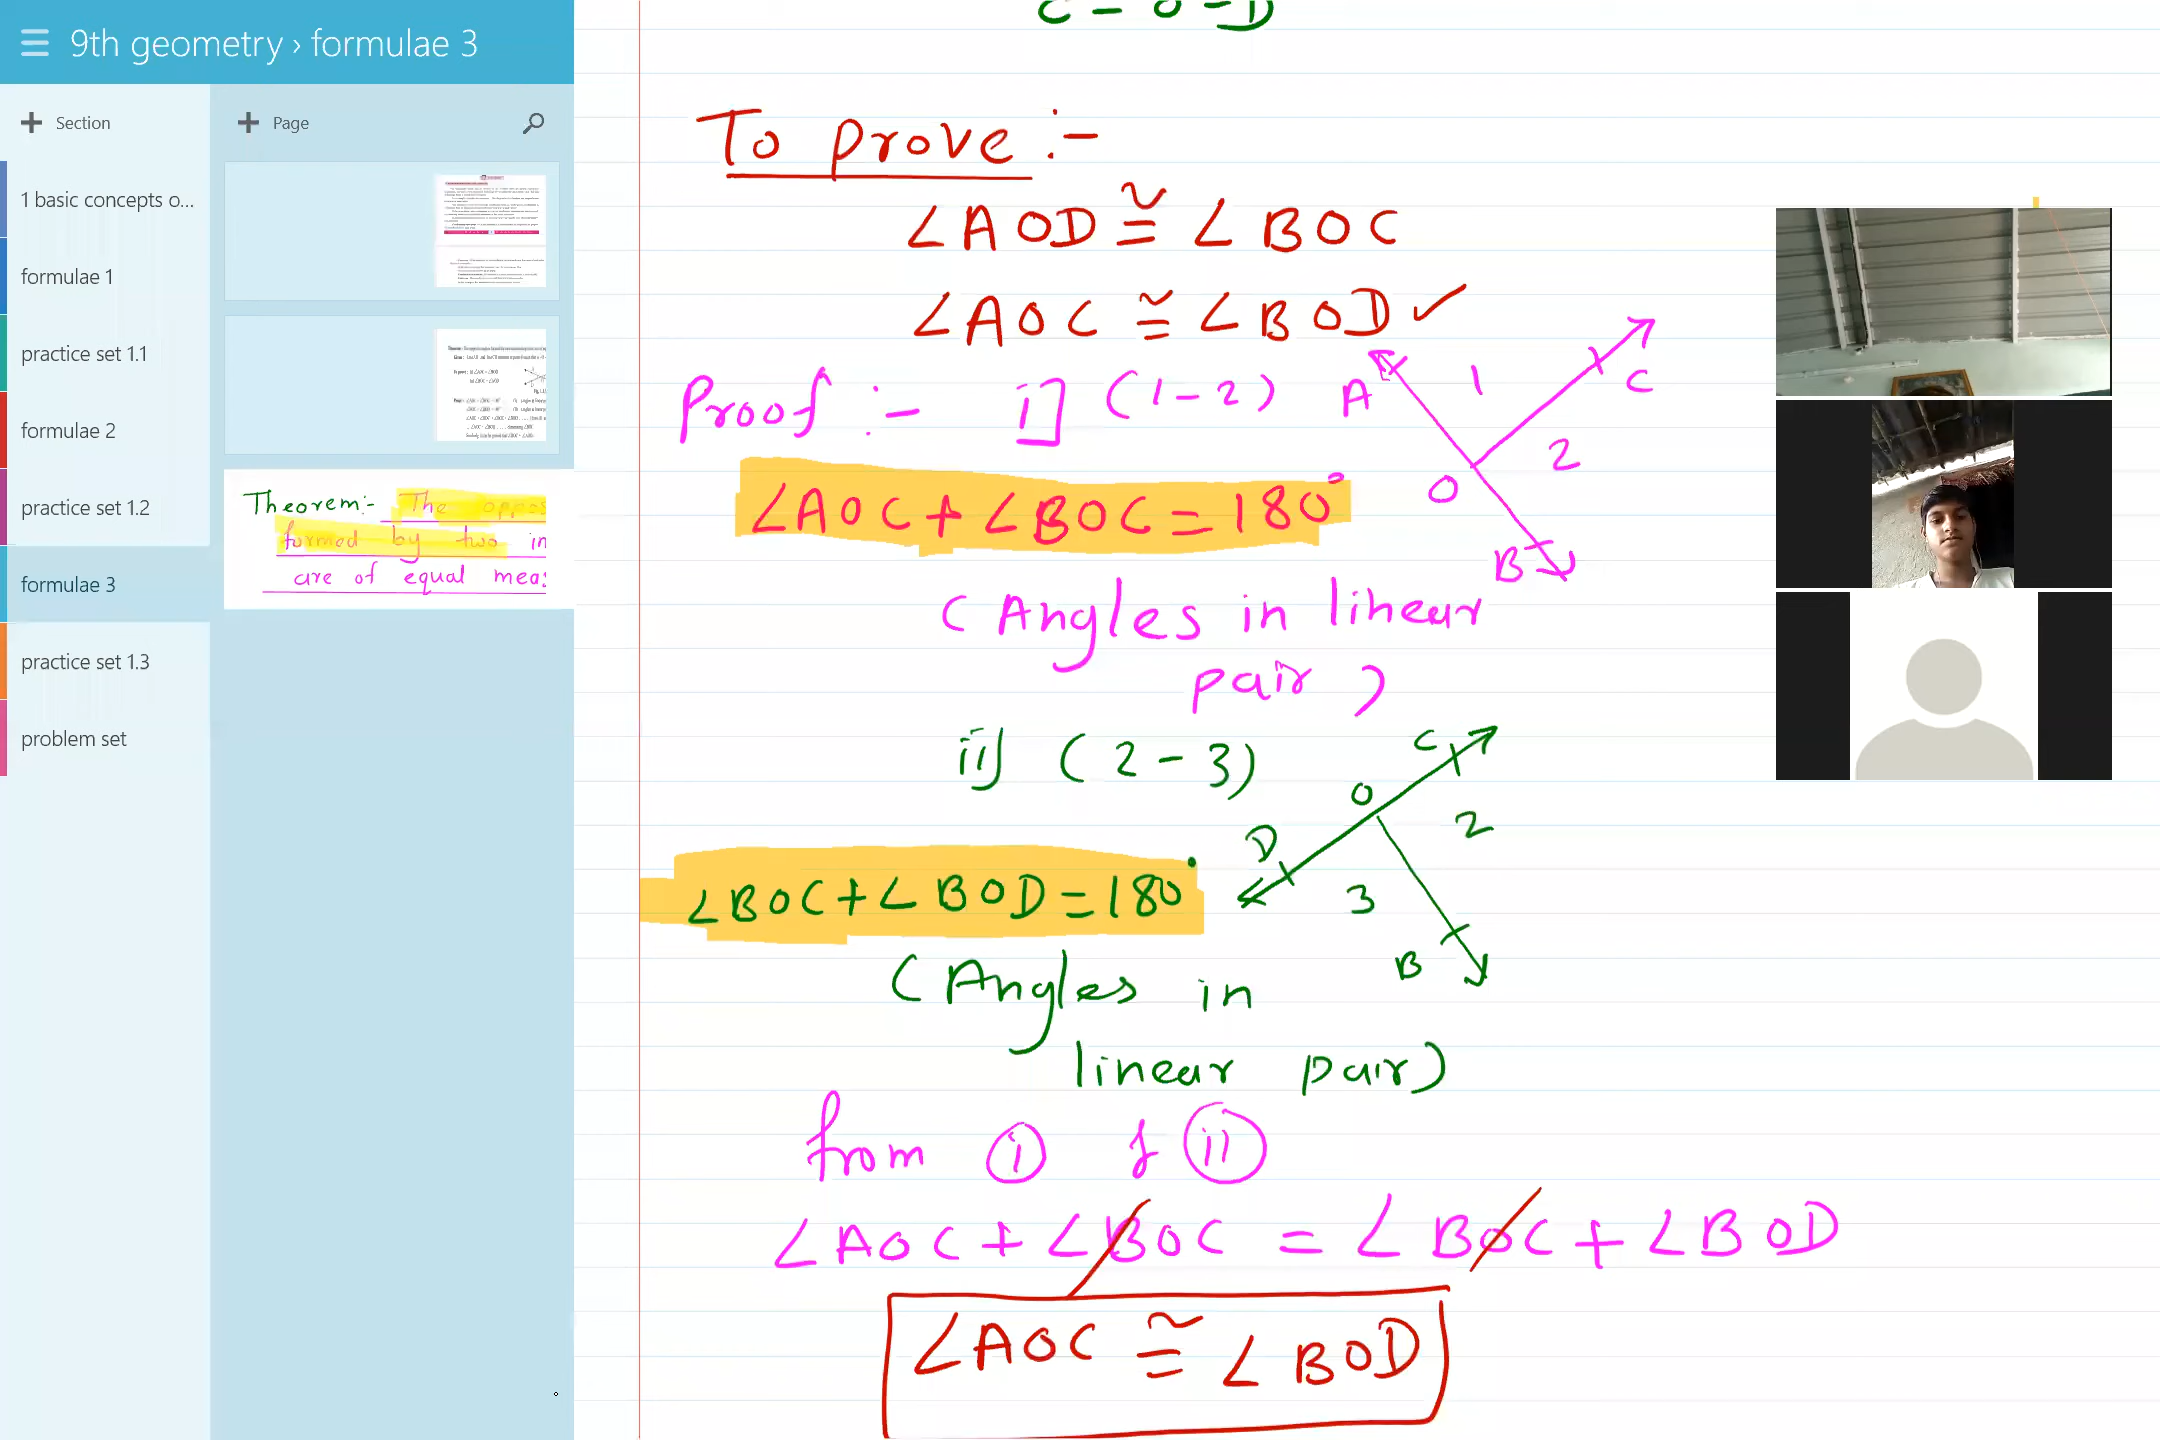 9th geometry › formulae 3
Section
Page
1 basic concepts o...
formulae 1
practice set 1.1
formulae 2
practice set 1.2
formulae 3
practice set 1.3
problem set
Theorem:- The oppos
formed by two in
are of equal meas
C - O - D
To prove :-
∠AOD ≅ ∠BOC
∠AOC ≅ ∠BOD ✓
Proof :- i] (1-2)
A 1 C
O 2
B
∠AOC + ∠BOC = 180°
(Angles in linear
pair)
ii] (2-3)
C
O
D 2
3
B
∠BOC + ∠BOD = 180°
(Angles in
linear pair)
from (i) & (ii)
∠AOC + ∠BOC = ∠BOC + ∠BOD
∠AOC ≅ ∠BOD